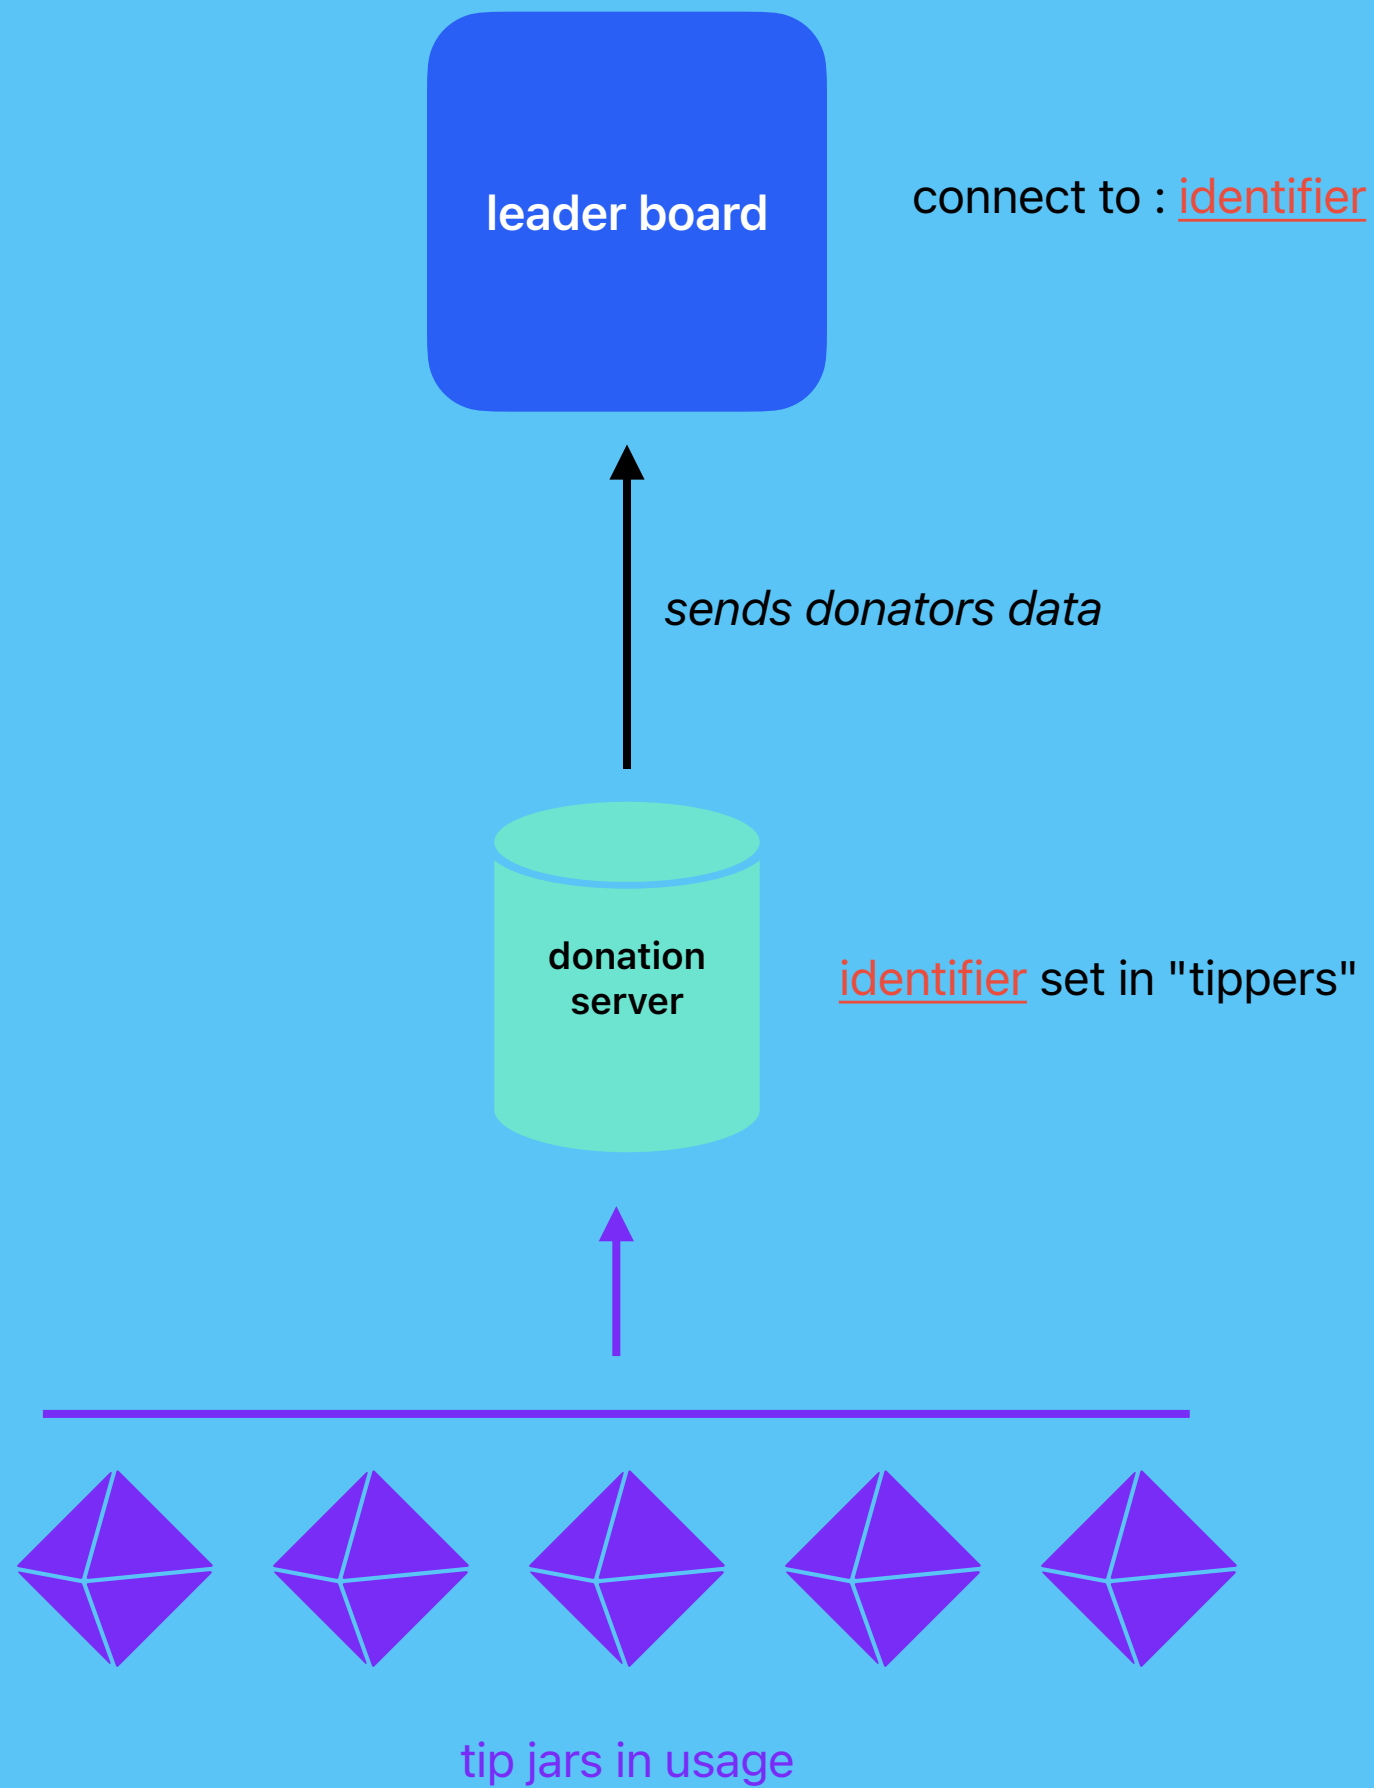 leader board
connect to : identifier
sends donators data
donation
server
identifier set in "tippers"
tip jars in usage